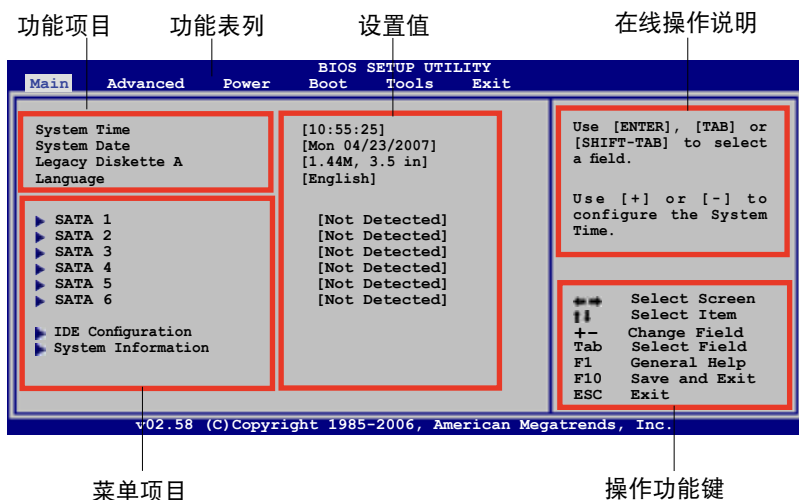 功能项目 功能表列 设置值 在线操作说明
BIOS SETUP UTILITY
Main Advanced Power Boot Tools Exit
System Time [10:55:25]
System Date [Mon 04/23/2007]
Legacy Diskette A [1.44M, 3.5 in]
Language [English]
SATA 1 [Not Detected]
SATA 2 [Not Detected]
SATA 3 [Not Detected]
SATA 4 [Not Detected]
SATA 5 [Not Detected]
SATA 6 [Not Detected]
IDE Configuration
System Information
Use [ENTER], [TAB] or
[SHIFT-TAB] to select
a field.
Use [+] or [-] to
configure the System
Time.
Select Screen
Select Item
+- Change Field
Tab Select Field
F1 General Help
F10 Save and Exit
ESC Exit
v02.58 (C)Copyright 1985-2006, American Megatrends, Inc.
菜单项目 操作功能键